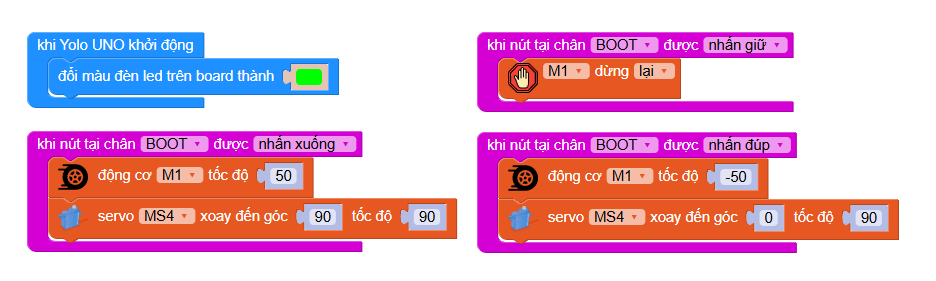 khi Yolo UNO khởi động
đổi màu đèn led trên board thành
khi nút tại chân BOOT được nhấn giữ
M1 dừng lại
khi nút tại chân BOOT được nhấn xuống
động cơ M1 tốc độ 50
servo MS4 xoay đến góc 90 tốc độ 90
khi nút tại chân BOOT được nhấn đúp
động cơ M1 tốc độ -50
servo MS4 xoay đến góc 0 tốc độ 90